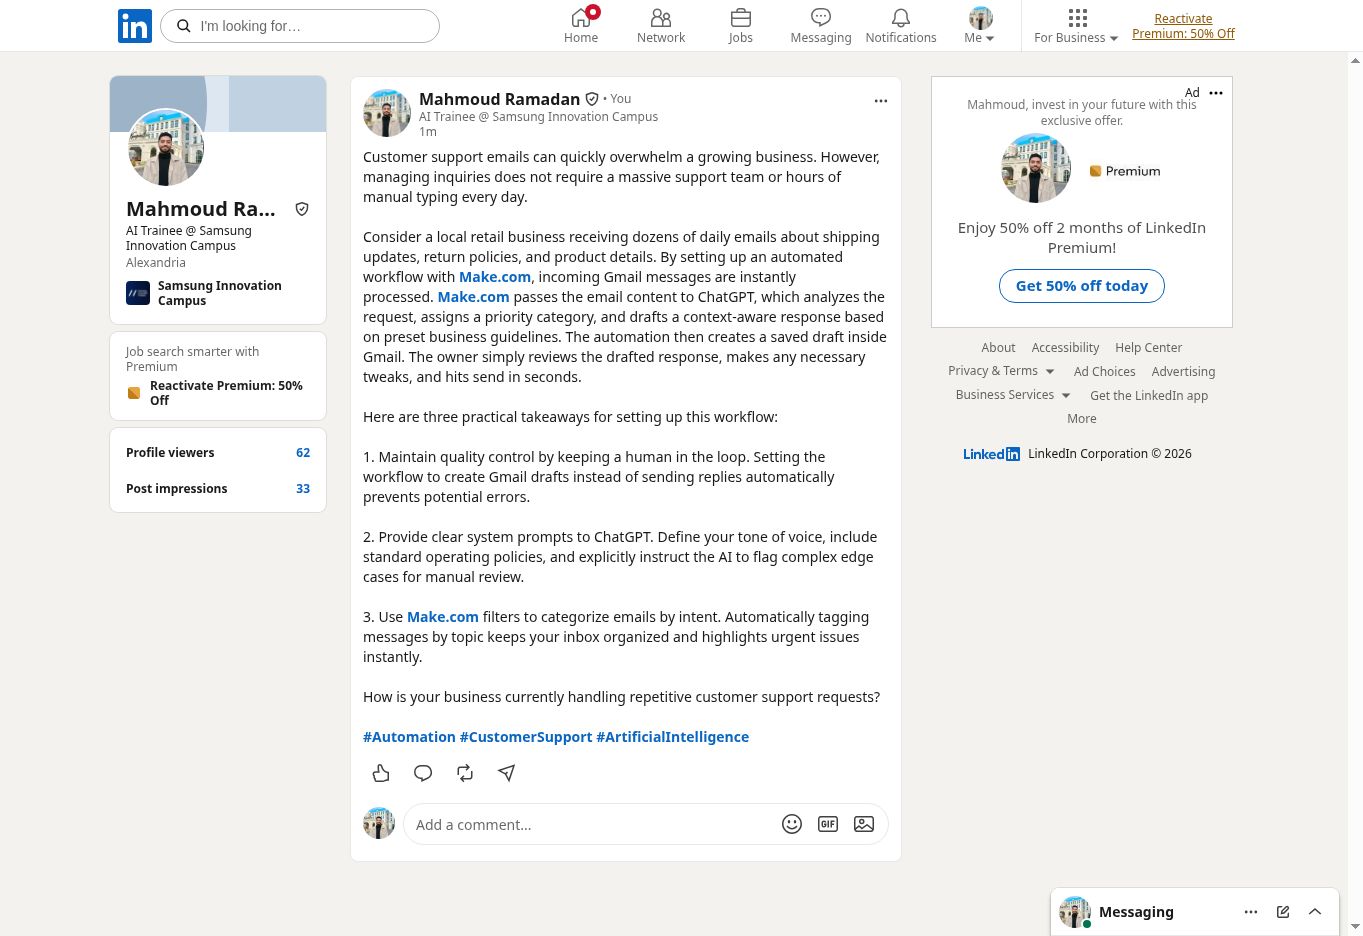 in
I'm looking for…
Home
Network
Jobs
Messaging
Notifications
Me
For Business
Reactivate
Premium: 50% Off
Mahmoud Ra...
AI Trainee @ Samsung
Innovation Campus
Alexandria
Samsung Innovation
Campus
Job search smarter with
Premium
Reactivate Premium: 50%
Off
Profile viewers 62
Post impressions 33
Mahmoud Ramadan • You
AI Trainee @ Samsung Innovation Campus
1m
Customer support emails can quickly overwhelm a growing business. However,
managing inquiries does not require a massive support team or hours of
manual typing every day.
Consider a local retail business receiving dozens of daily emails about shipping
updates, return policies, and product details. By setting up an automated
workflow with Make.com, incoming Gmail messages are instantly
processed. Make.com passes the email content to ChatGPT, which analyzes the
request, assigns a priority category, and drafts a context-aware response based
on preset business guidelines. The automation then creates a saved draft inside
Gmail. The owner simply reviews the drafted response, makes any necessary
tweaks, and hits send in seconds.
Here are three practical takeaways for setting up this workflow:
1. Maintain quality control by keeping a human in the loop. Setting the
workflow to create Gmail drafts instead of sending replies automatically
prevents potential errors.
2. Provide clear system prompts to ChatGPT. Define your tone of voice, include
standard operating policies, and explicitly instruct the AI to flag complex edge
cases for manual review.
3. Use Make.com filters to categorize emails by intent. Automatically tagging
messages by topic keeps your inbox organized and highlights urgent issues
instantly.
How is your business currently handling repetitive customer support requests?
#Automation #CustomerSupport #ArtificialIntelligence
Add a comment…
GIF
Ad
Mahmoud, invest in your future with this
exclusive offer.
Premium
Enjoy 50% off 2 months of LinkedIn
Premium!
Get 50% off today
About Accessibility Help Center
Privacy & Terms Ad Choices Advertising
Business Services Get the LinkedIn app
More
LinkedIn LinkedIn Corporation © 2026
Messaging